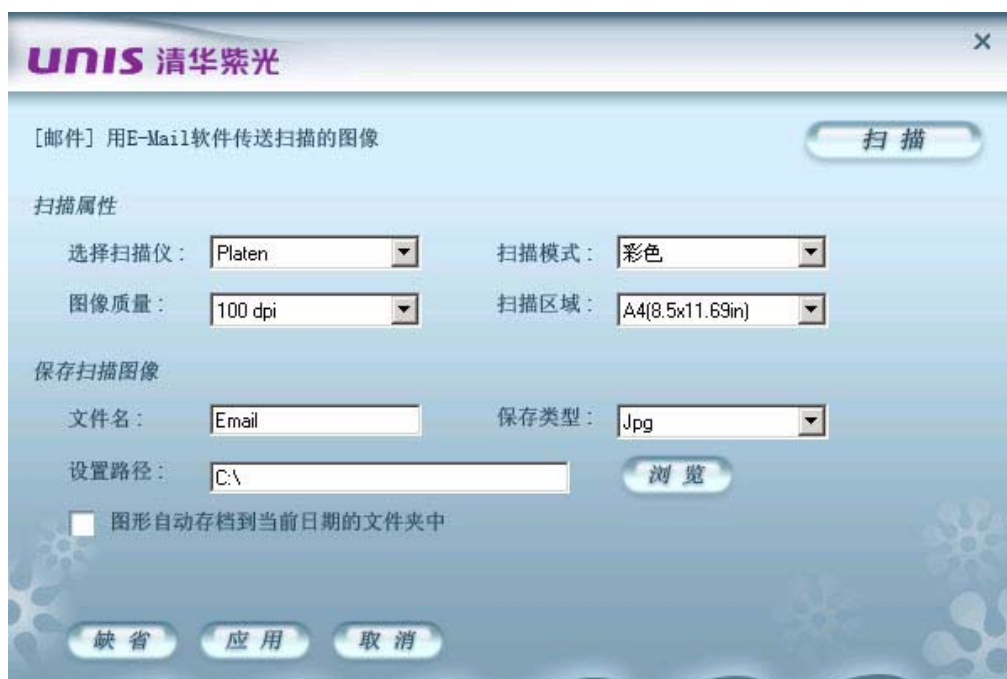 UNIS 清华紫光
[邮件] 用E-Mail软件传送扫描的图像 扫 描
扫描属性
选择扫描仪： Platen 扫描模式： 彩色
图像质量： 100 dpi 扫描区域： A4(8.5x11.69in)
保存扫描图像
文件名： Email 保存类型： Jpg
设置路径： C:\ 浏 览
图形自动存档到当前日期的文件夹中
缺 省 应 用 取 消